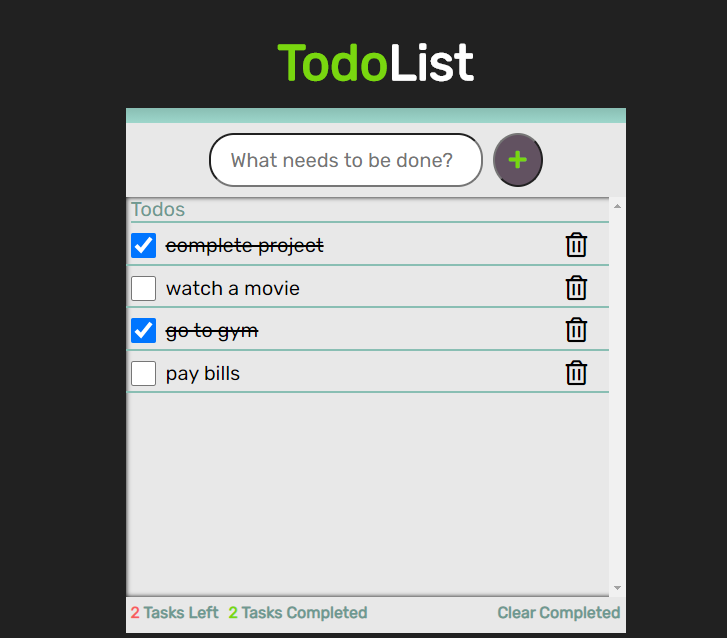 TodoList
What needs to be done?
+
Todos
complete project
watch a movie
go to gym
pay bills
2 Tasks Left 2 Tasks Completed Clear Completed